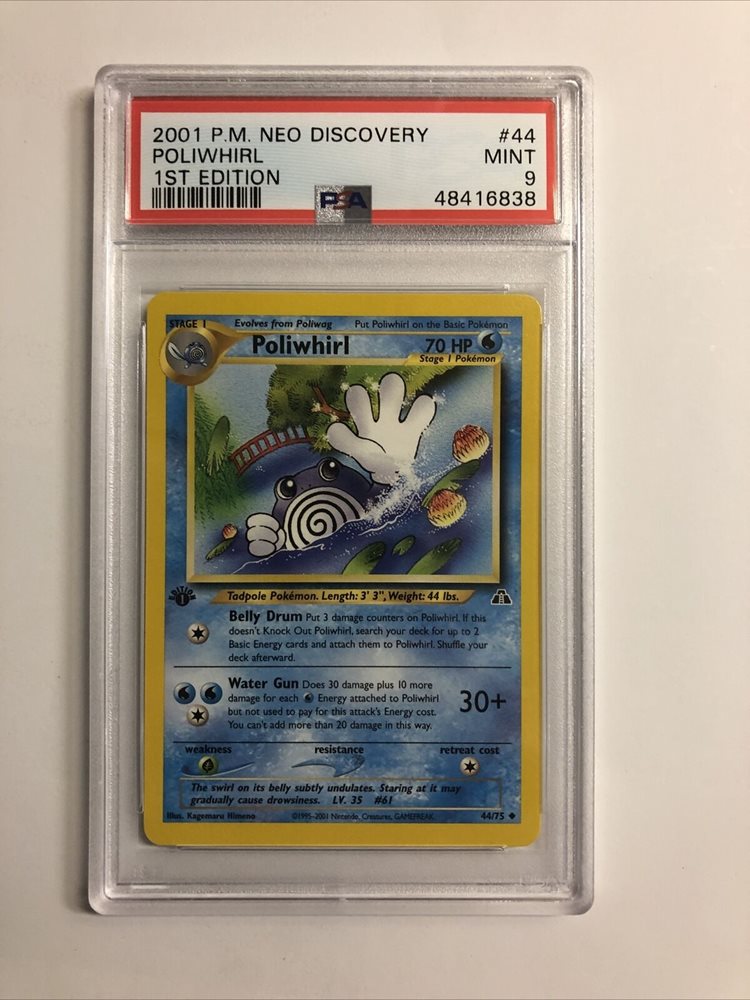 2001 P.M. NEO DISCOVERY #44
POLIWHIRL MINT
1ST EDITION 9
PSA 48416838
STAGE 1 Evolves from Poliwag Put Poliwhirl on the Basic Pokémon
Poliwhirl 70 HP
Stage 1 Pokémon
EDITION
1
Tadpole Pokémon. Length: 3' 3", Weight: 44 lbs.
Belly Drum Put 3 damage counters on Poliwhirl. If this
doesn't Knock Out Poliwhirl, search your deck for up to 2
Basic Energy cards and attach them to Poliwhirl. Shuffle your
deck afterward.
Water Gun Does 30 damage plus 10 more
damage for each Energy attached to Poliwhirl
but not used to pay for this attack's Energy cost.
You can't add more than 20 damage in this way.
30+
weakness resistance retreat cost
The swirl on its belly subtly undulates. Staring at it may
gradually cause drowsiness. LV. 35 #61
Illus. Kagemaru Himeno ©1995-2001 Nintendo, Creatures, GAMEFREAK. 44/75